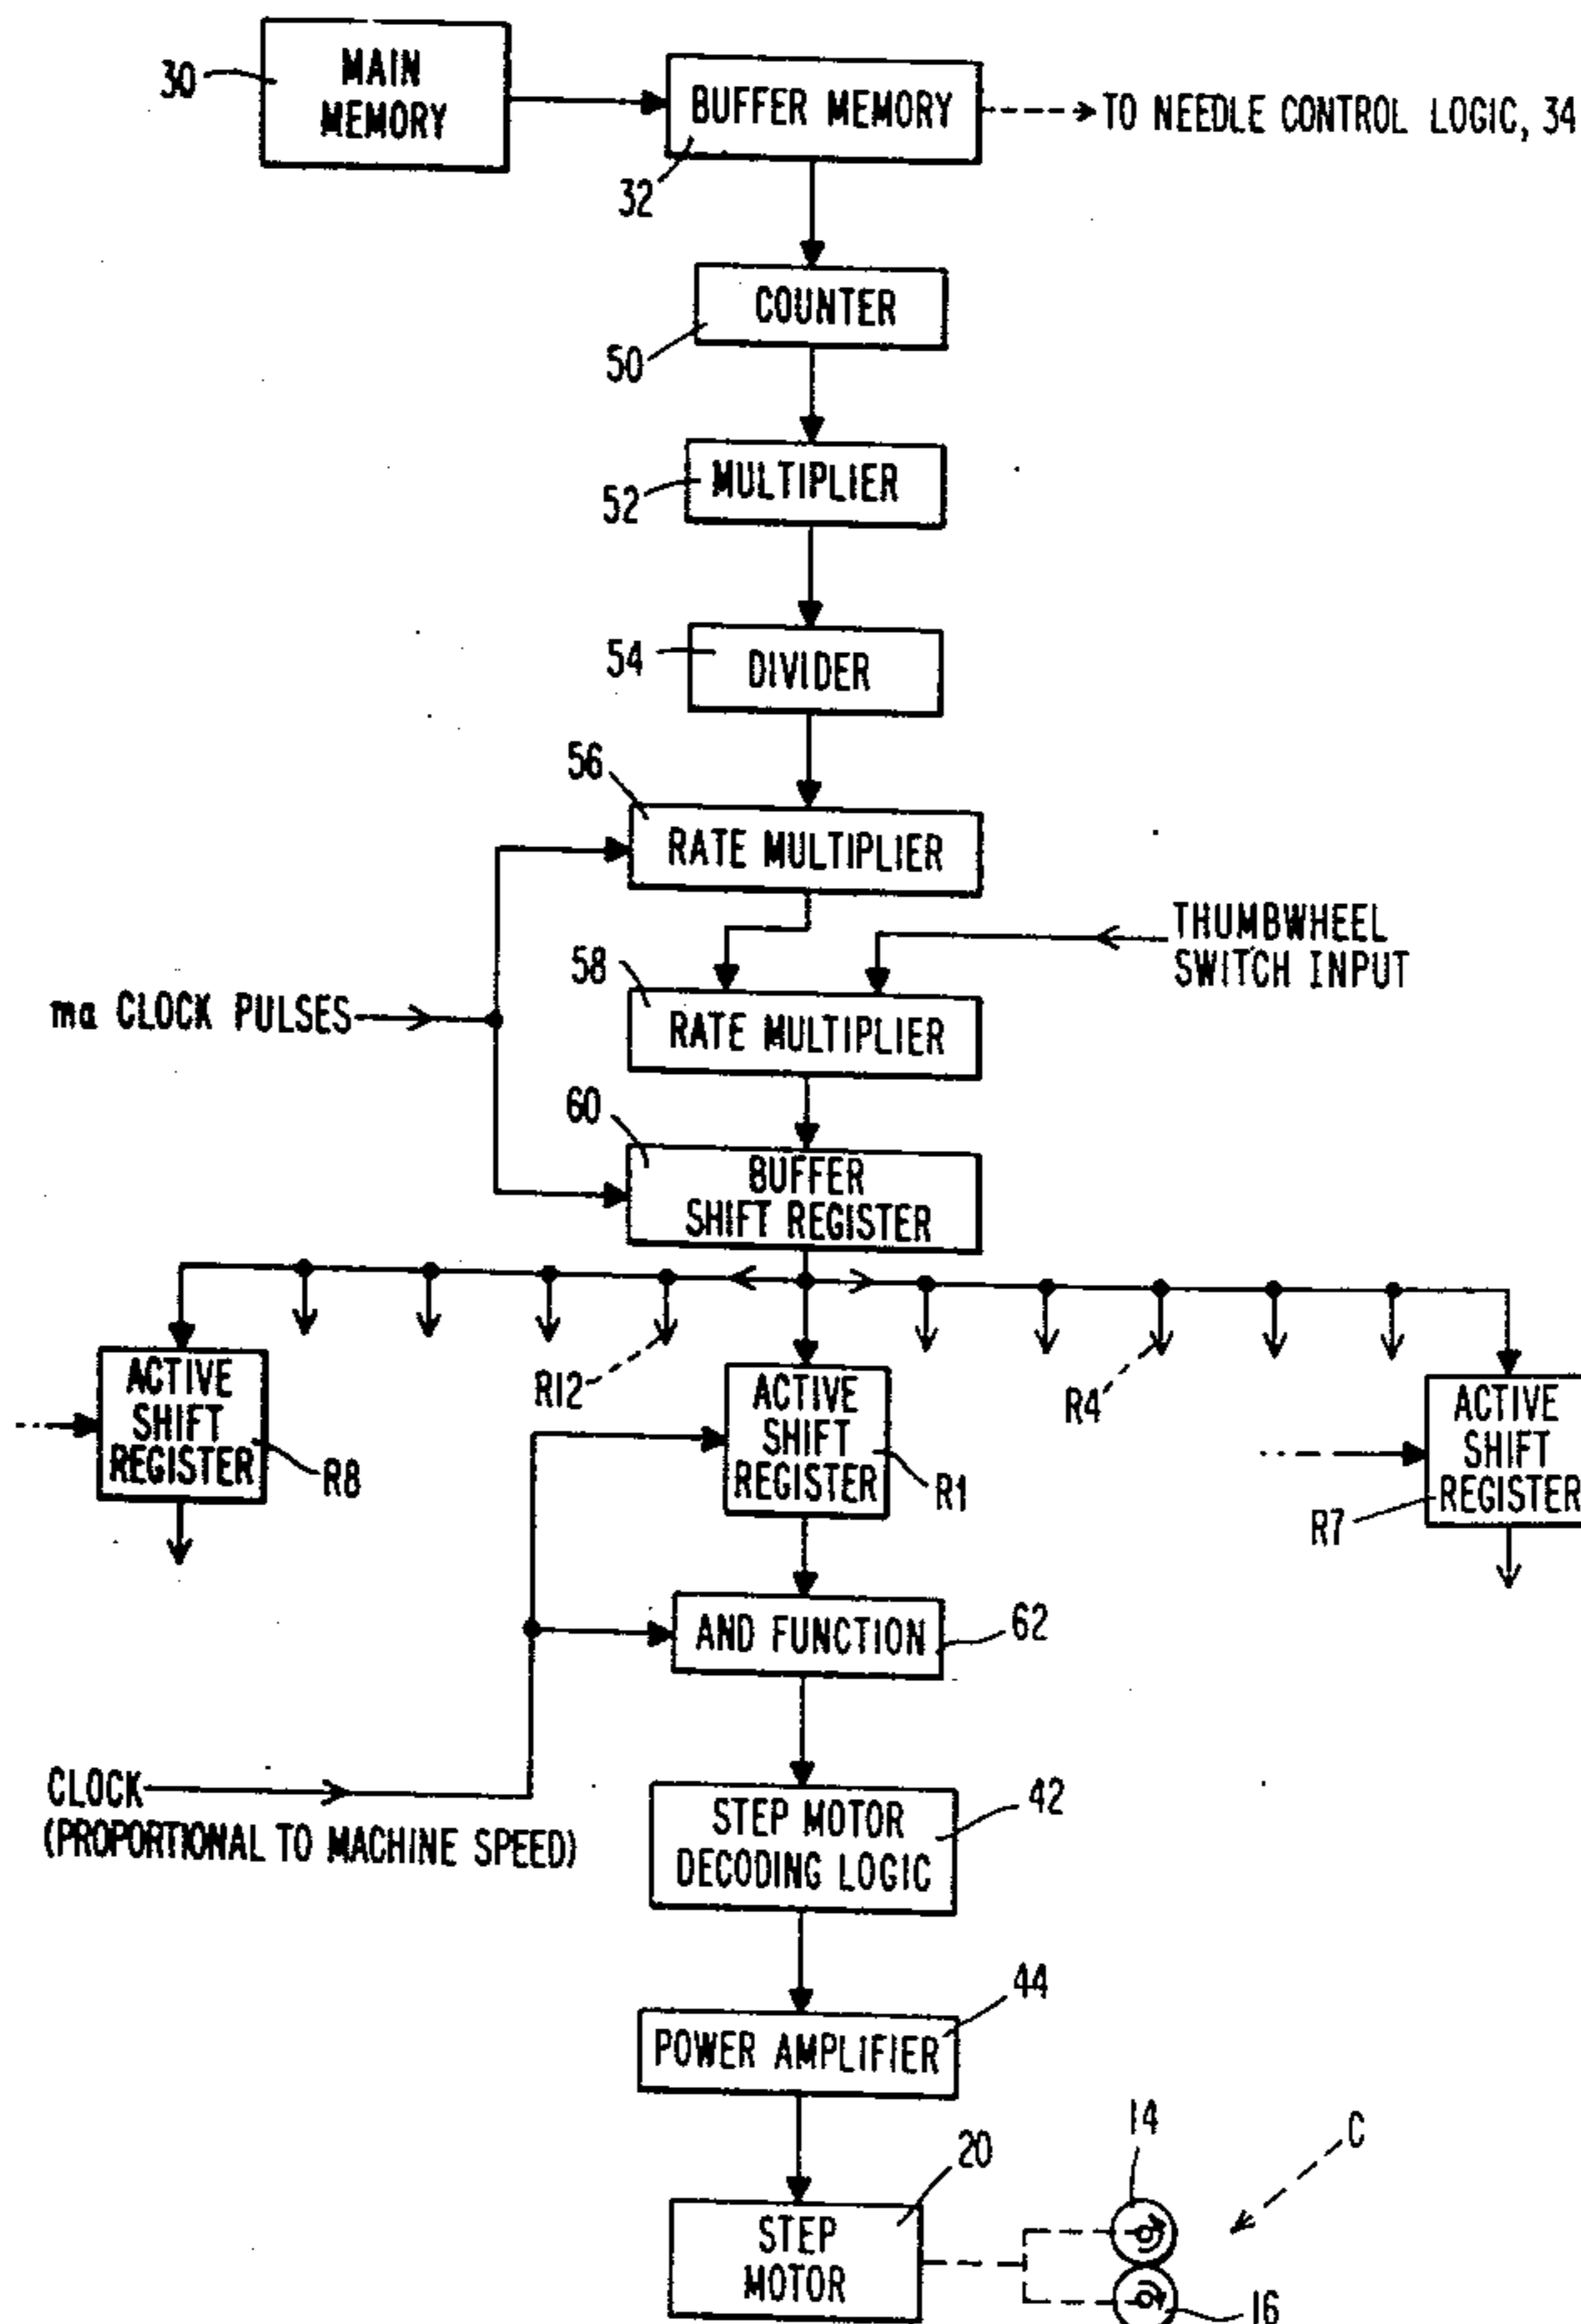 30
MAIN
MEMORY
BUFFER MEMORY
TO NEEDLE CONTROL LOGIC, 34
32
COUNTER
50
MULTIPLIER
52
54
DIVIDER
56
RATE MULTIPLIER
THUMBWHEEL
SWITCH INPUT
58
ma CLOCK PULSES
RATE MULTIPLIER
60
BUFFER
SHIFT REGISTER
ACTIVE
SHIFT
REGISTER
R8
R12
ACTIVE
SHIFT
REGISTER
R1
R4
ACTIVE
SHIFT
REGISTER
R7
AND FUNCTION
62
CLOCK
(PROPORTIONAL TO MACHINE SPEED)
STEP MOTOR
DECODING LOGIC
42
44
POWER AMPLIFIER
20
14
C
STEP
MOTOR
16